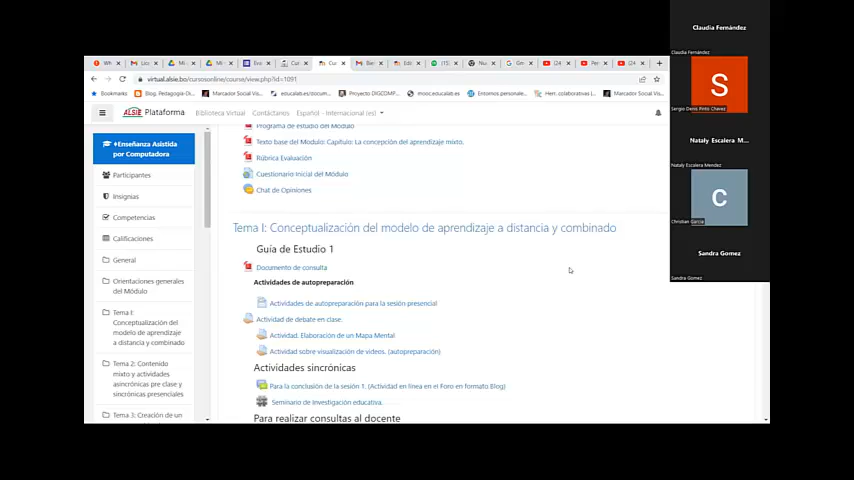 Claudia Fernández
Claudia Fernández
S
Sergio Denis Pinto Chavez
Nataly Escalera M...
Nataly Escalera Mendez
C
Christian Garcia
Sandra Gomez
Sandra Gomez
virtual.alsie.bo/cursosonline/course/view.php?id=1091
Bookmarks
Blog. Pedagogia-Di...
Marcador Social Vis...
educalab.es/docum...
Proyecto DIGCOMP...
mooc.educalab.es
Entornos personale...
Herr. colaborativas (...
Marcador Social Vis...
ALSIE Plataforma
Biblioteca Virtual
Contáctanos
Español - Internacional (es)
+Enseñanza Asistida
por Computadora
Participantes
Insignias
Competencias
Calificaciones
General
Orientaciones generales
del Módulo
Tema I:
Conceptualización del
modelo de aprendizaje
a distancia y combinado
Tema 2: Contenido
mixto y actividades
asincrónicas pre clase y
sincrónicas presenciales
Tema 3: Creación de un
Programa de estudio del Módulo
Texto base del Modulo: Capítulo: La concepción del aprendizaje mixto.
Rúbrica Evaluación
Cuestionario Inicial del Módulo
Chat de Opiniones
Tema I: Conceptualización del modelo de aprendizaje a distancia y combinado
Guía de Estudio 1
Documento de consulta
Actividades de autopreparación
Actividades de autopreparación para la sesión presencial
Actividad de debate en clase.
Actividad. Elaboración de un Mapa Mental
Actividad sobre visualización de videos. (autopreparación)
Actividades sincrónicas
Para la conclusión de la sesión 1. (Actividad en línea en el Foro en formato Blog)
Seminario de Investigación educativa.
Para realizar consultas al docente